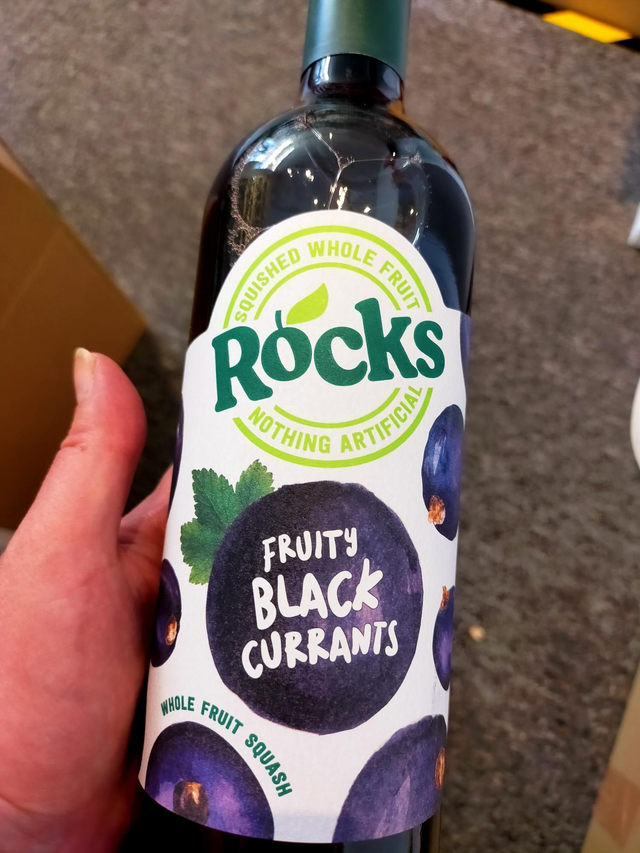 SQUISHED WHOLE FRUIT
Rocks
NOTHING ARTIFICIAL
FRUITY
BLACK
CURRANTS
WHOLE FRUIT SQUASH